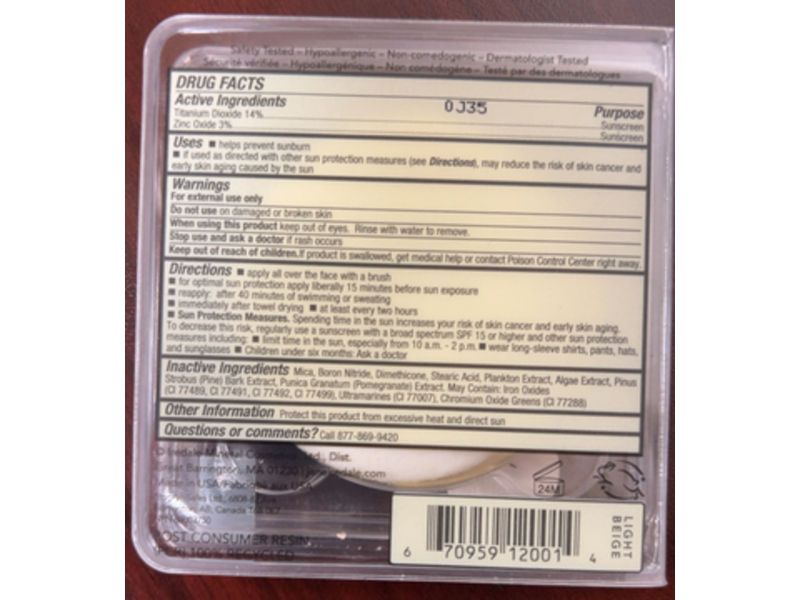 Safety Tested – Hypoallergenic – Non-comedogenic – Dermatologist Tested
Sécurité vérifiée – Hypoallergénique – Non comédogène – Testé par des dermatologues
DRUG FACTS
Active Ingredients
0J35
Purpose
Titanium Dioxide 14%
Sunscreen
Zinc Oxide 3%
Sunscreen
Uses ■ helps prevent sunburn
■ if used as directed with other sun protection measures (see Directions), may reduce the risk of skin cancer and
early skin aging caused by the sun
Warnings
For external use only
Do not use on damaged or broken skin
When using this product keep out of eyes. Rinse with water to remove.
Stop use and ask a doctor if rash occurs
Keep out of reach of children.If product is swallowed, get medical help or contact Poison Control Center right away.
Directions ■ apply all over the face with a brush
■ for optimal sun protection apply liberally 15 minutes before sun exposure
■ reapply: after 40 minutes of swimming or sweating
■ immediately after towel drying ■ at least every two hours
■ Sun Protection Measures. Spending time in the sun increases your risk of skin cancer and early skin aging.
To decrease this risk, regularly use a sunscreen with a broad spectrum SPF 15 or higher and other sun protection
measures including: ■ limit time in the sun, especially from 10 a.m. - 2 p.m. ■ wear long-sleeve shirts, pants, hats,
and sunglasses ■ Children under six months: Ask a doctor
Inactive Ingredients Mica, Boron Nitride, Dimethicone, Stearic Acid, Plankton Extract, Algae Extract, Pinus
Strobus (Pine) Bark Extract, Punica Granatum (Pomegranate) Extract. May Contain: Iron Oxides
(CI 77489, CI 77491, CI 77492, CI 77499), Ultramarines (CI 77007), Chromium Oxide Greens (CI 77288)
Other Information Protect this product from excessive heat and direct sun
Questions or comments? Call 877-869-9420
Iredale Mineral Dist.
Great Barrington, MA 01230
Made in USA/Fabriqué aux
Sales Ltd.,
Canada
24M
POST CONSUMER RESIN
100% RECYCLED
LIGHT
BEIGE
6 70959 12001 4